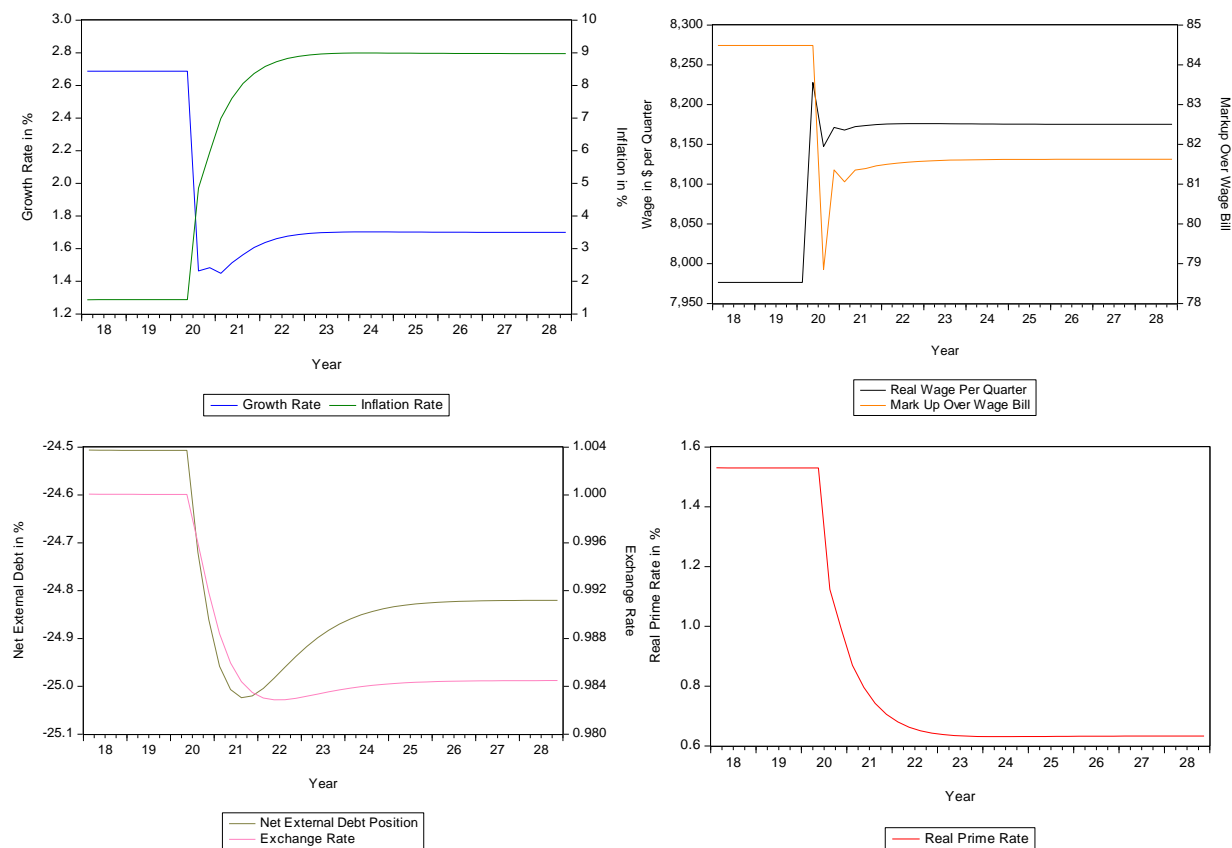 3.0
2.8
2.6
2.4
2.2
2.0
1.8
1.6
1.4
1.2
Growth Rate in %
10
9
8
7
6
5
4
3
2
1
Inflation in %
18 19 20 21 22 23 24 25 26 27 28
Year
Growth Rate Inflation Rate
8,300
8,250
8,200
8,150
8,100
8,050
8,000
7,950
Wage in $ per Quarter
85
84
83
82
81
80
79
78
Markup Over Wage Bill
18 19 20 21 22 23 24 25 26 27 28
Year
Real Wage Per Quarter
Mark Up Over Wage Bill
-24.5
-24.6
-24.7
-24.8
-24.9
-25.0
-25.1
Net External Debt in %
1.004
1.000
0.996
0.992
0.988
0.984
0.980
Exchange Rate
18 19 20 21 22 23 24 25 26 27 28
Year
Net External Debt Position
Exchange Rate
1.6
1.4
1.2
1.0
0.8
0.6
Real Prime Rate in %
18 19 20 21 22 23 24 25 26 27 28
Year
Real Prime Rate